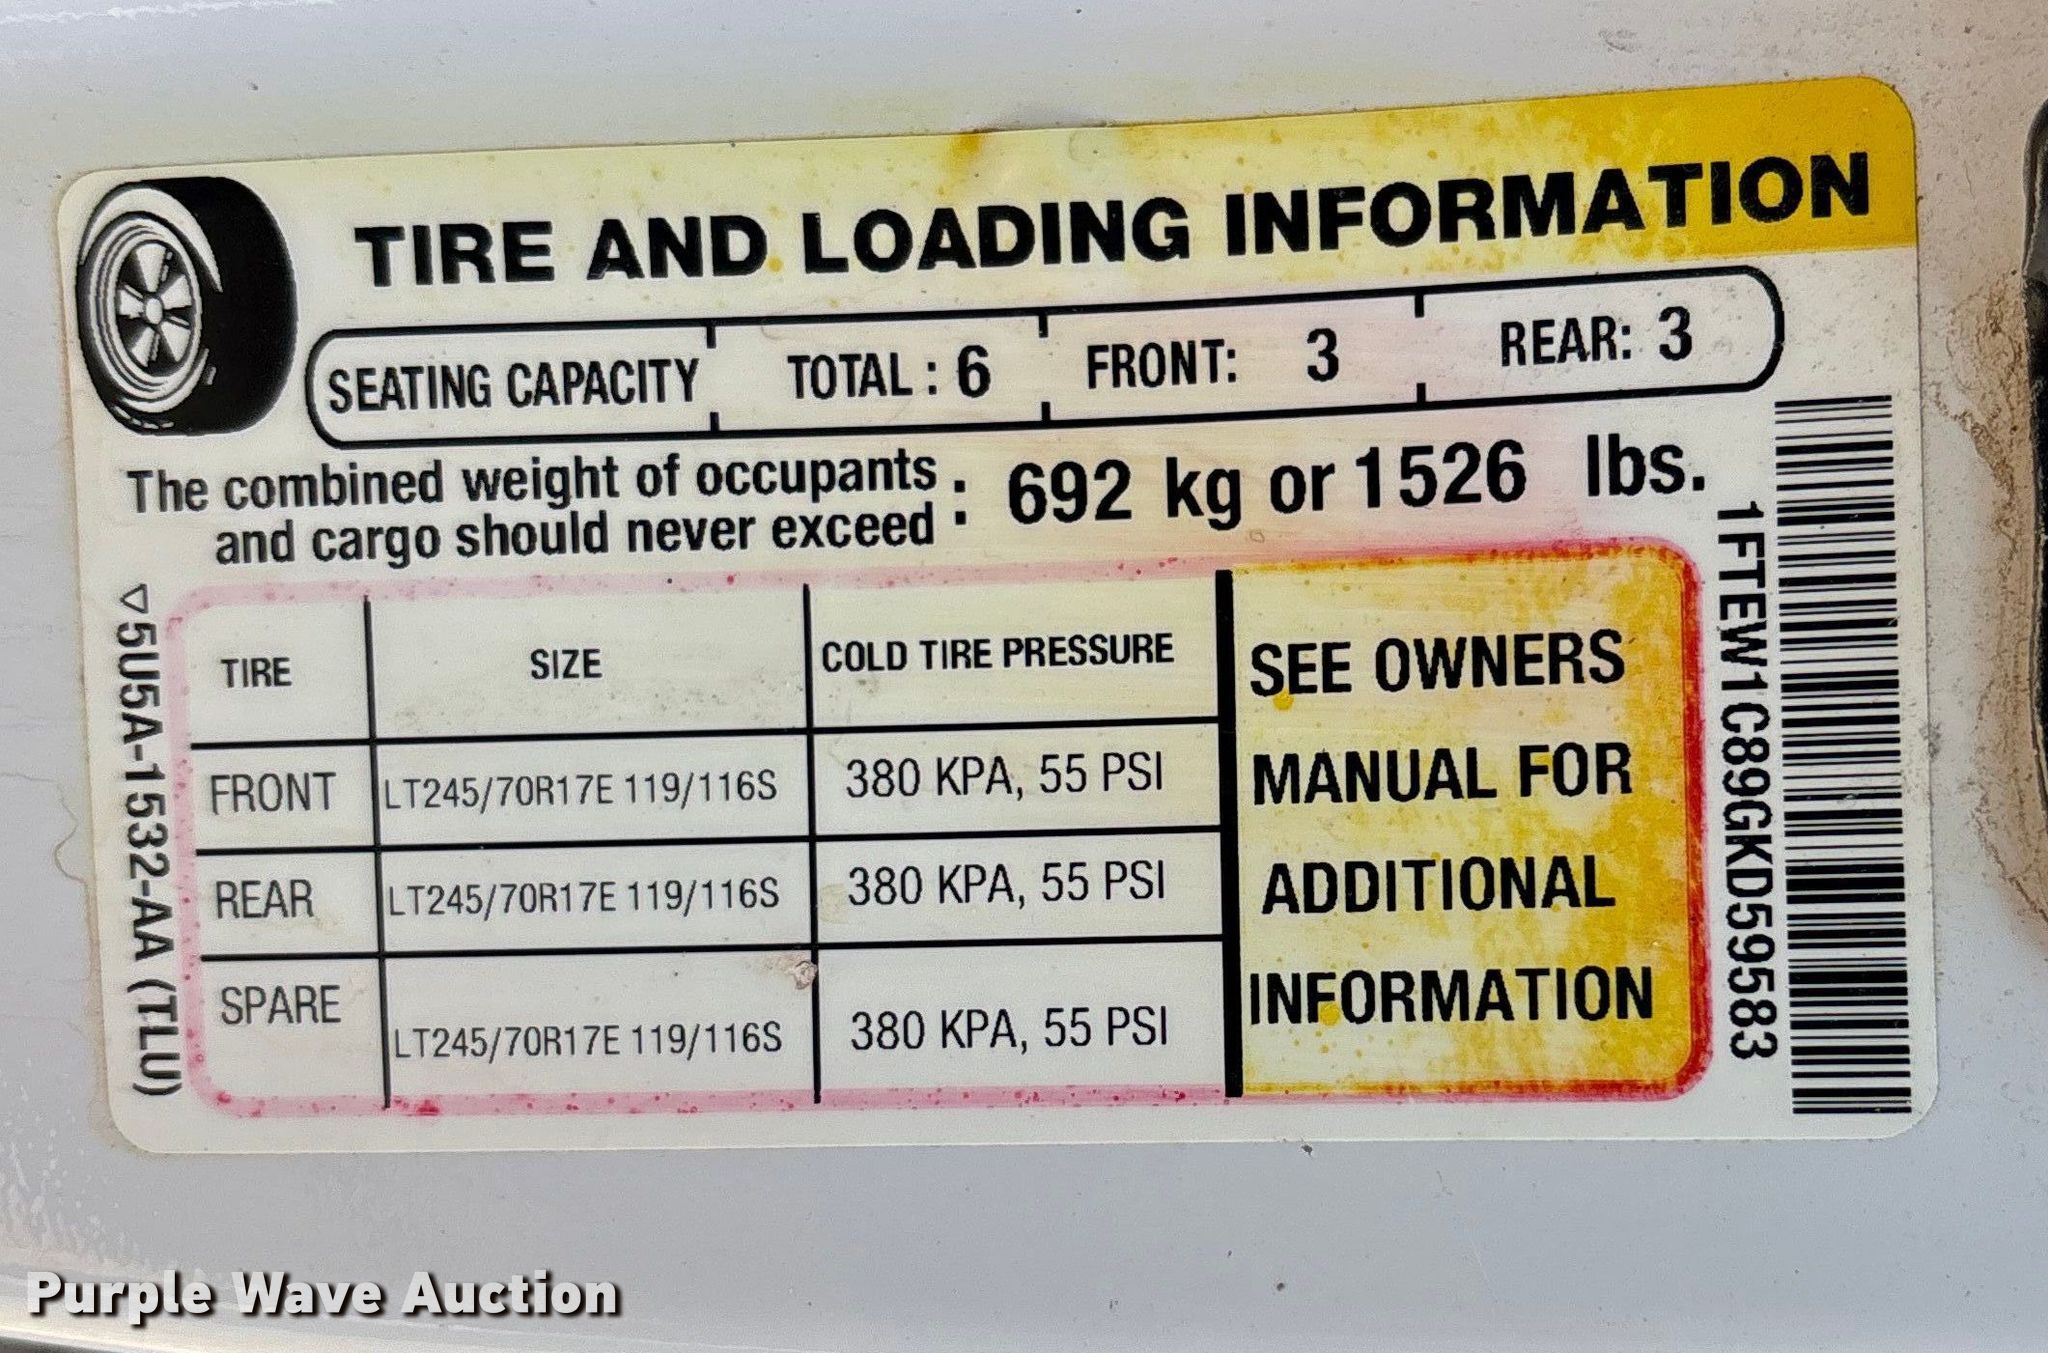 TIRE AND LOADING INFORMATION
SEATING CAPACITY TOTAL : 6 FRONT: 3 REAR: 3
The combined weight of occupants
and cargo should never exceed : 692 kg or 1526 lbs.
TIRE SIZE COLD TIRE PRESSURE
FRONT LT245/70R17E 119/116S 380 KPA, 55 PSI
REAR LT245/70R17E 119/116S 380 KPA, 55 PSI
SPARE LT245/70R17E 119/116S 380 KPA, 55 PSI
SEE OWNERS
MANUAL FOR
ADDITIONAL
INFORMATION
5U5A-1532-AA (TLU)
1FTEW1C89GKD59583
Purple Wave Auction